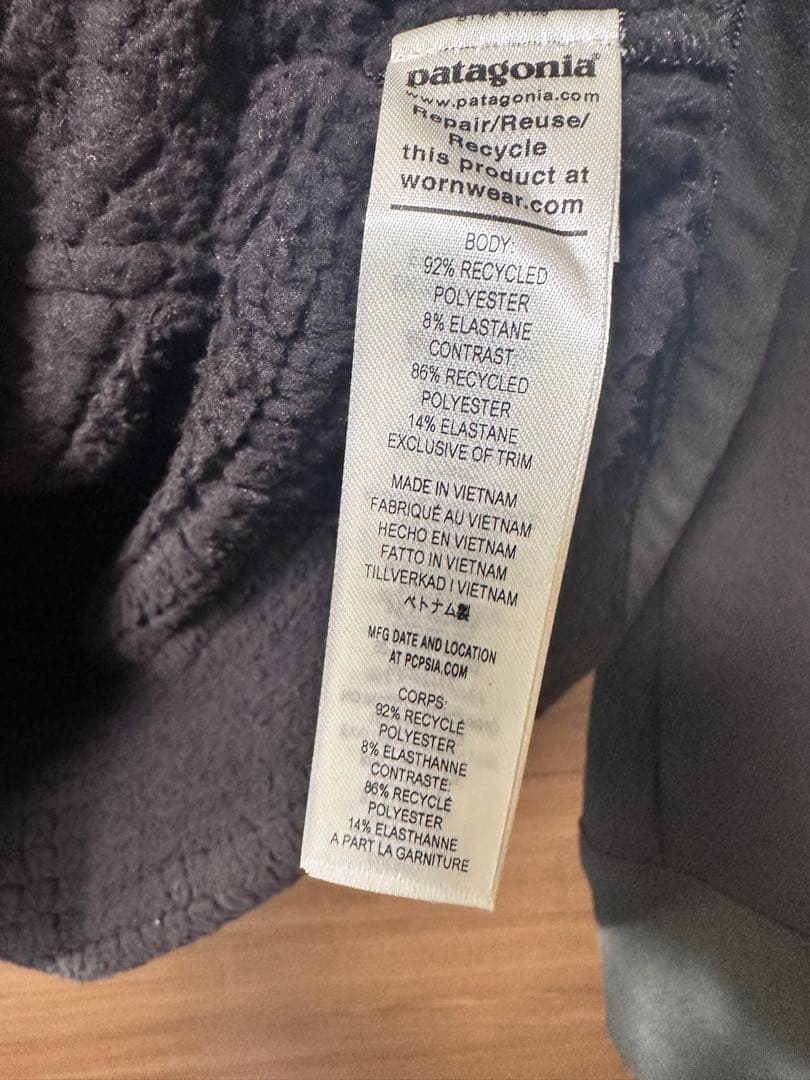 patagonia®
www.patagonia.com
Repair/Reuse/
Recycle
this product at
wornwear.com
BODY:
92% RECYCLED
POLYESTER
8% ELASTANE
CONTRAST:
86% RECYCLED
POLYESTER
14% ELASTANE
EXCLUSIVE OF TRIM
MADE IN VIETNAM
FABRIQUÉ AU VIETNAM
HECHO EN VIETNAM
FATTO IN VIETNAM
TILLVERKAD I VIETNAM
ベトナム製
MFG DATE AND LOCATION
AT PCPSIA.COM
CORPS:
92% RECYCLÉ
POLYESTER
8% ELASTHANNE
CONTRASTE:
86% RECYCLÉ
POLYESTER
14% ELASTHANNE
A PART LA GARNITURE